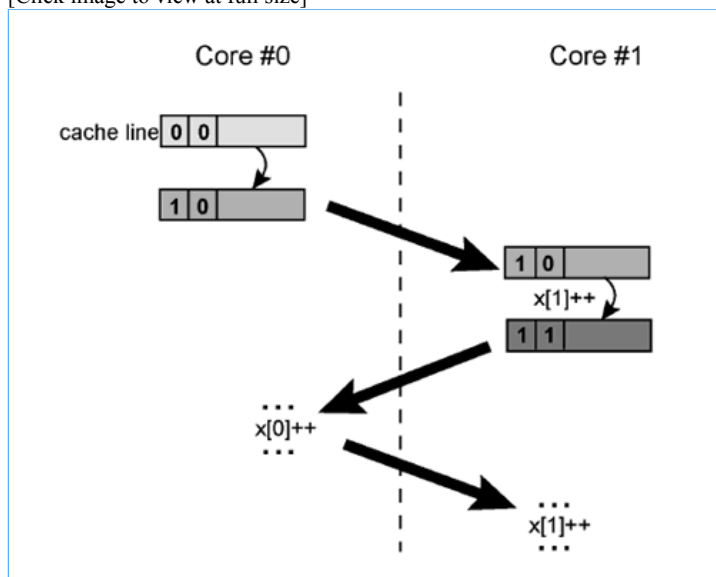 [Click image to view at full size]
Core #0 Core #1
cache line 0 0
1 0
1 0
x[1]++
1 1
...
x[0]++
...
...
x[1]++
...